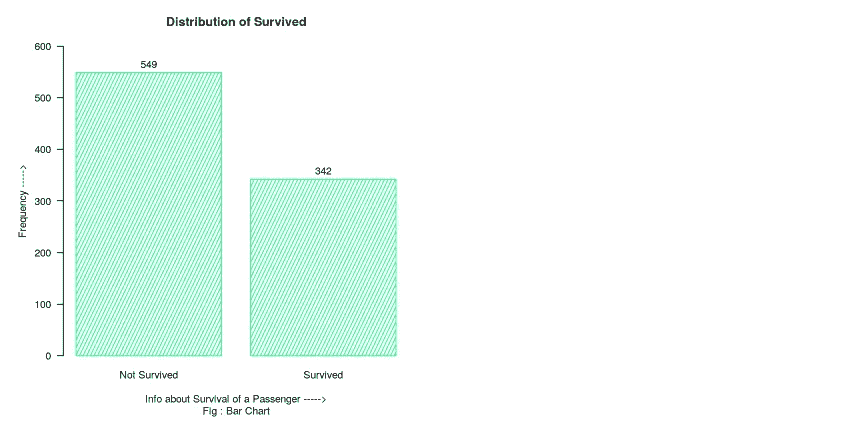 Distribution of Survived
600
549
500
400
342
300
200
100
0
Frequency ----->
Not Survived Survived
Info about Survival of a Passenger ----->
Fig : Bar Chart